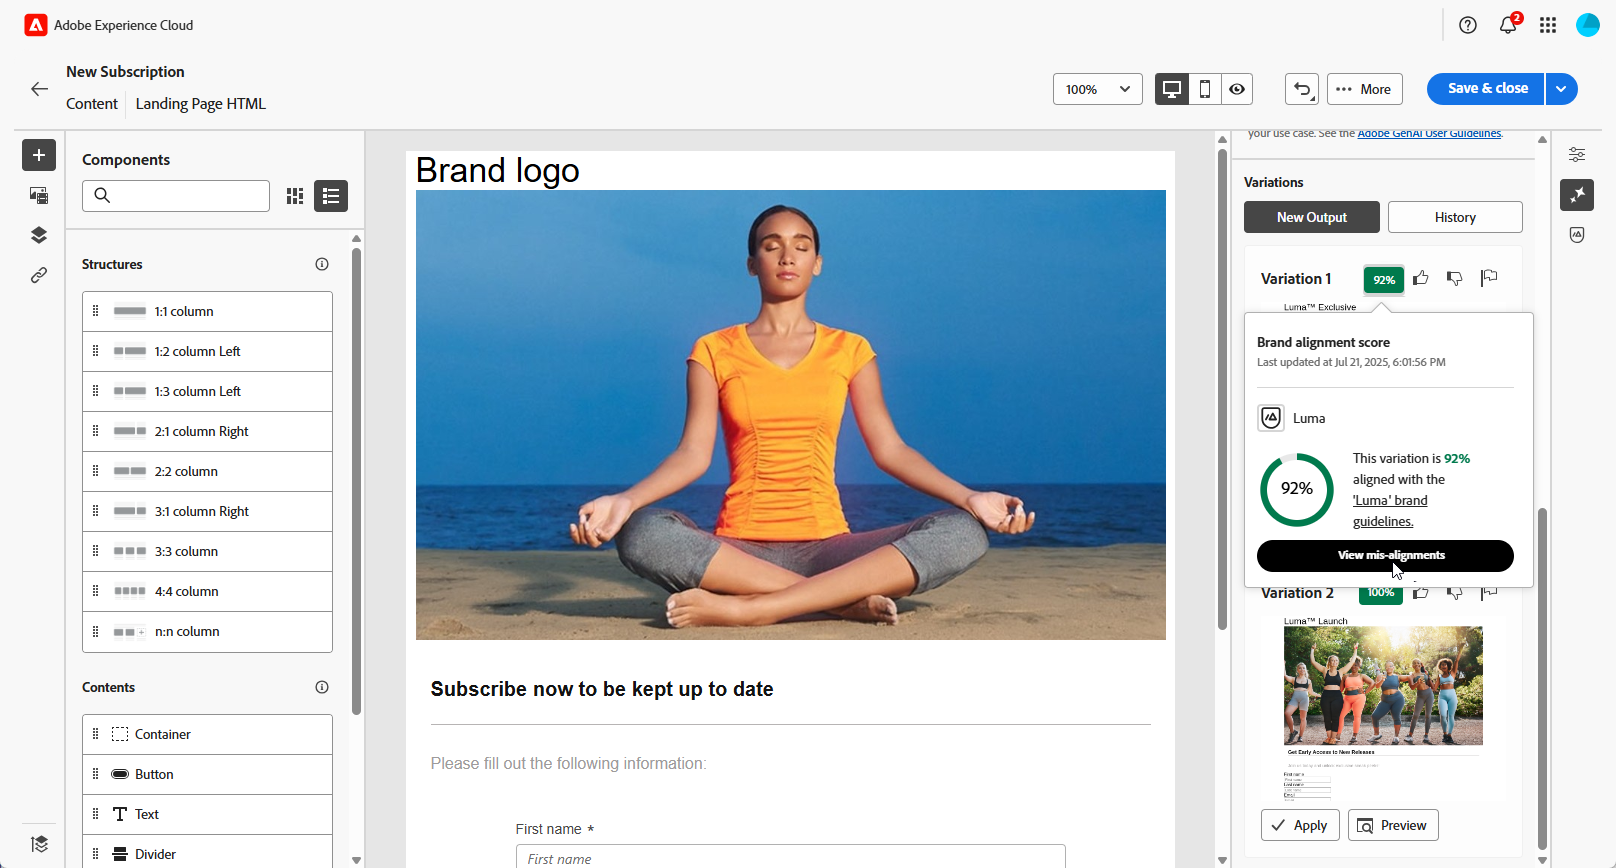 Adobe Experience Cloud
2
New Subscription
Content
Landing Page HTML
100%
More
Save & close
Components
Structures
1:1 column
1:2 column Left
1:3 column Left
2:1 column Right
2:2 column
3:1 column Right
3:3 column
4:4 column
n:n column
Contents
Container
Button
Text
Divider
Brand logo
Subscribe now to be kept up to date
Please fill out the following information:
First name *
First name
your use case. See the Adobe GenAI User Guidelines.
Variations
New Output
History
Variation 1
92%
Luma™ Exclusive
Brand alignment score
Last updated at Jul 21, 2025, 6:01:56 PM
Luma
92%
This variation is 92%
aligned with the
'Luma' brand
guidelines.
View mis-alignments
Variation 2
100%
Luma™ Launch
Get Early Access to New Releases
First name
Last name
Email
Apply
Preview